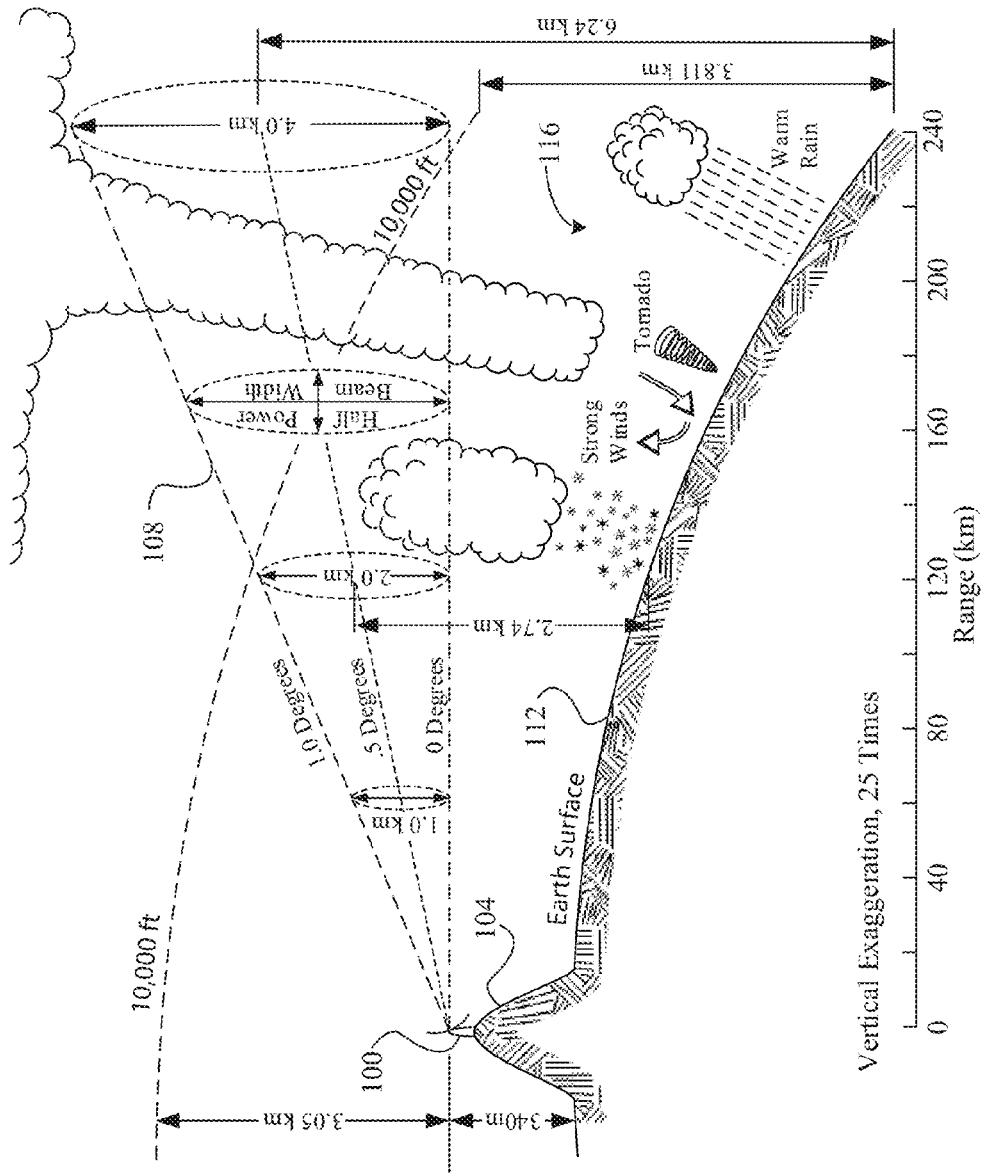 10,000 ft
3.05 km
340m
100
104
Earth Surface
112
1.0 Degrees
.5 Degrees
0 Degrees
1.0 km
2.0 km
2.74 km
108
Half
Power
Beam
Width
10,000 ft
4.0 km
6.24 km
3.811 km
116
Strong
Winds
Tornado
Warm
Rain
0
40
80
120
160
200
240
Range (km)
Vertical Exaggeration, 25 Times